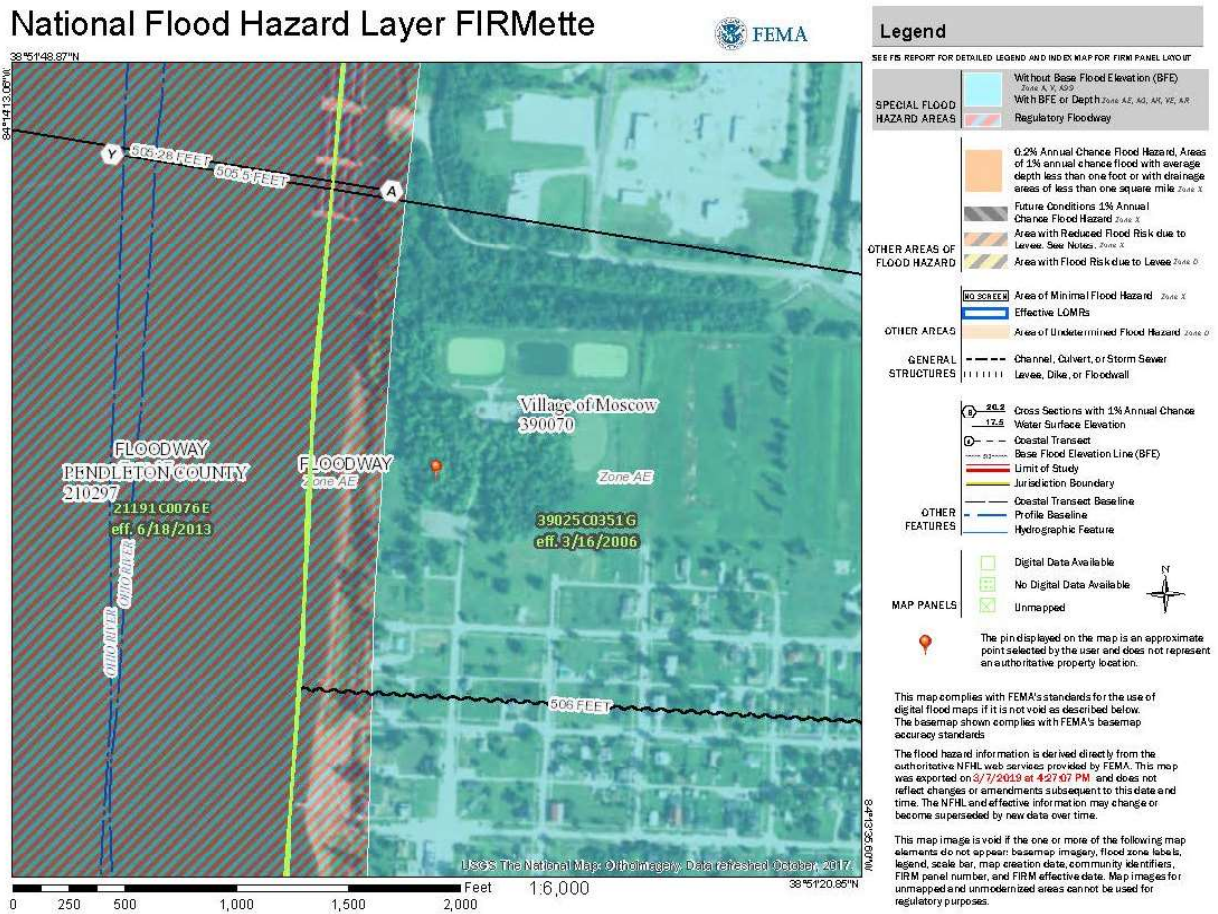 National Flood Hazard Layer FIRMette
FEMA
38°51'48.87"N
84°14'13.06"W
Y
505.28 FEET
505.5 FEET
A
Village of Moscow
390070
FLOODWAY
PENDLETON COUNTY
210297
21191C0076E
eff. 6/18/2013
FLOODWAY
Zone AE
Zone AE
39025C0351G
eff. 3/16/2006
OHIO RIVER
OHIO RIVER
506 FEET
USGS The National Map: Orthoimagery. Data refreshed October, 2017.
84°13'35.60"W
38°51'20.85"N
Feet
1:6,000
0
250
500
1,000
1,500
2,000
Legend
SEE FIS REPORT FOR DETAILED LEGEND AND INDEX MAP FOR FIRM PANEL LAYOUT
SPECIAL FLOOD
HAZARD AREAS
Without Base Flood Elevation (BFE)
Zone A, V, A99
With BFE or Depth Zone AE, AO, AH, VE, AR
Regulatory Floodway
0.2% Annual Chance Flood Hazard, Areas
of 1% annual chance flood with average
depth less than one foot or with drainage
areas of less than one square mile Zone X
Future Conditions 1% Annual
Chance Flood Hazard Zone X
OTHER AREAS OF
FLOOD HAZARD
Area with Reduced Flood Risk due to
Levee. See Notes. Zone X
Area with Flood Risk due to Levee Zone D
NO SCREEN
Area of Minimal Flood Hazard Zone X
Effective LOMRs
OTHER AREAS
Area of Undetermined Flood Hazard Zone D
GENERAL
STRUCTURES
Channel, Culvert, or Storm Sewer
Levee, Dike, or Floodwall
B
20.2
Cross Sections with 1% Annual Chance
17.5
Water Surface Elevation
Coastal Transect
Base Flood Elevation Line (BFE)
Limit of Study
Jurisdiction Boundary
Coastal Transect Baseline
OTHER
FEATURES
Profile Baseline
Hydrographic Feature
MAP PANELS
Digital Data Available
No Digital Data Available
Unmapped
N
The pin displayed on the map is an approximate
point selected by the user and does not represent
an authoritative property location.
This map complies with FEMA's standards for the use of
digital flood maps if it is not void as described below.
The basemap shown complies with FEMA's basemap
accuracy standards
The flood hazard information is derived directly from the
authoritative NFHL web services provided by FEMA. This map
was exported on 3/7/2019 at 4:27:07 PM and does not
reflect changes or amendments subsequent to this date and
time. The NFHL and effective information may change or
become superseded by new data over time.
This map image is void if the one or more of the following map
elements do not appear: basemap imagery, flood zone labels,
legend, scale bar, map creation date, community identifiers,
FIRM panel number, and FIRM effective date. Map images for
unmapped and unmodernized areas cannot be used for
regulatory purposes.